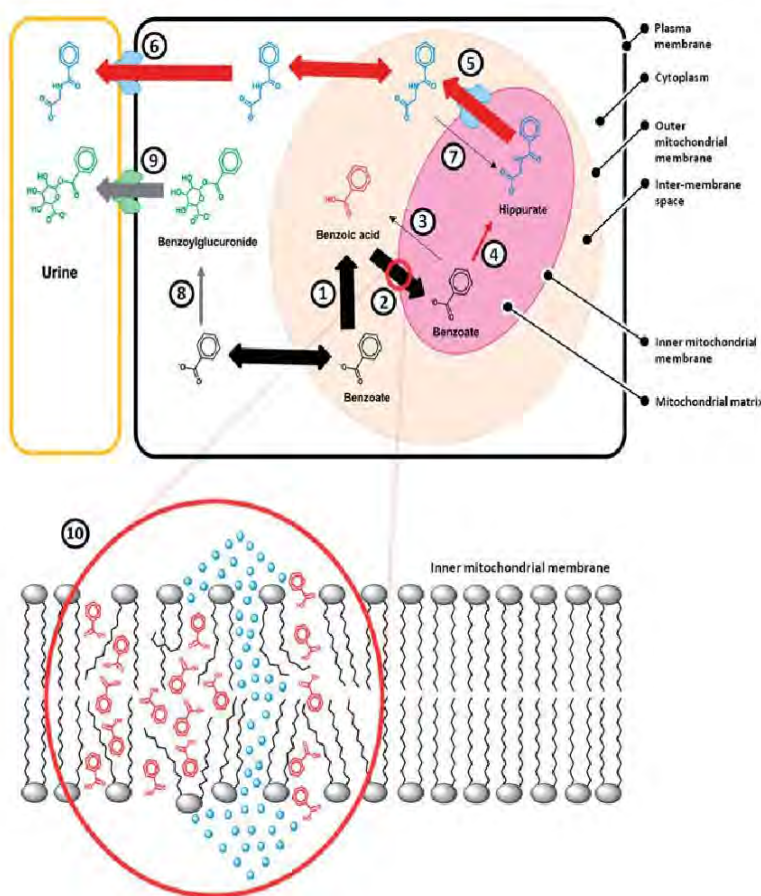 6
5
9
7
Hippurate
Benzoylglucuronide
Benzoic acid
3
4
Urine
8
1
2
Benzoate
Benzoate
Plasma
membrane
Cytoplasm
Outer
mitochondrial
membrane
Inter-membrane
space
Inner mitochondrial
membrane
Mitochondrial matrix
10
Inner mitochondrial membrane